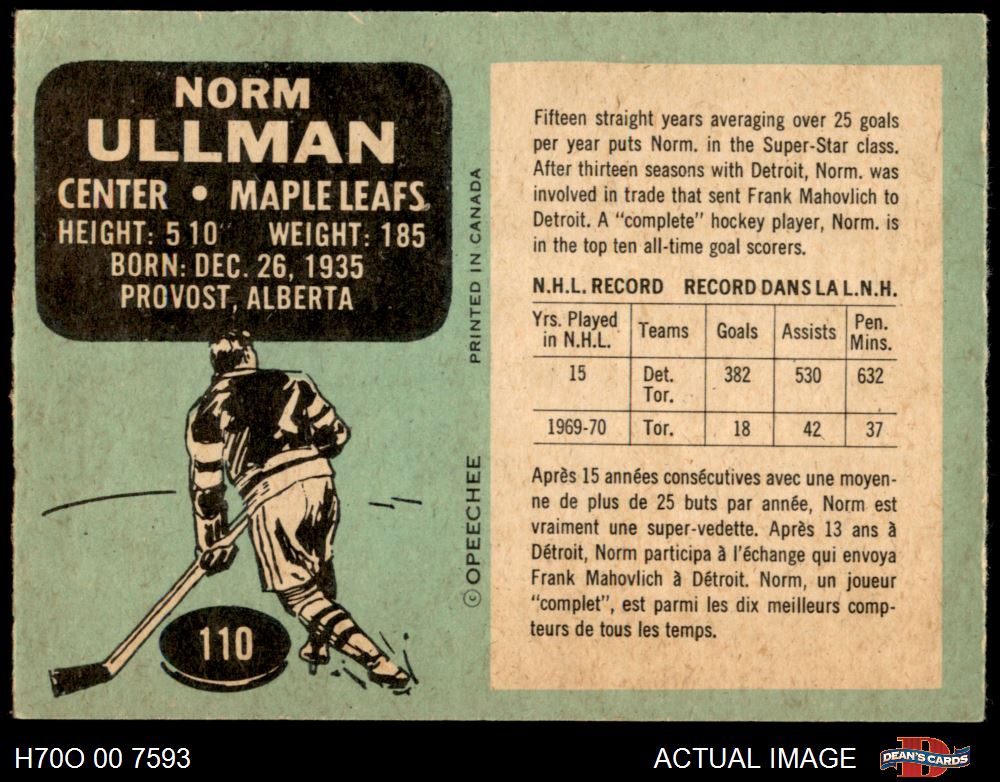 NORM
ULLMAN
CENTER • MAPLE LEAFS
HEIGHT: 5 10" WEIGHT: 185
BORN: DEC. 26, 1935
PROVOST, ALBERTA
110
PRINTED IN CANADA
© OPEECHEE
Fifteen straight years averaging over 25 goals
per year puts Norm. in the Super-Star class.
After thirteen seasons with Detroit, Norm. was
involved in trade that sent Frank Mahovlich to
Detroit. A "complete" hockey player, Norm. is
in the top ten all-time goal scorers.
N.H.L. RECORD RECORD DANS LA L.N.H.
Yrs. Played in N.H.L. Teams Goals Assists Pen. Mins.
15 Det. Tor. 382 530 632
1969-70 Tor. 18 42 37
Après 15 années consécutives avec une moyen-
ne de plus de 25 buts par année, Norm est
vraiment une super-vedette. Après 13 ans à
Détroit, Norm participa à l'échange qui envoya
Frank Mahovlich à Détroit. Norm, un joueur
"complet", est parmi les dix meilleurs comp-
teurs de tous les temps.
H70O 00 7593
ACTUAL IMAGE
DEAN'S CARDS